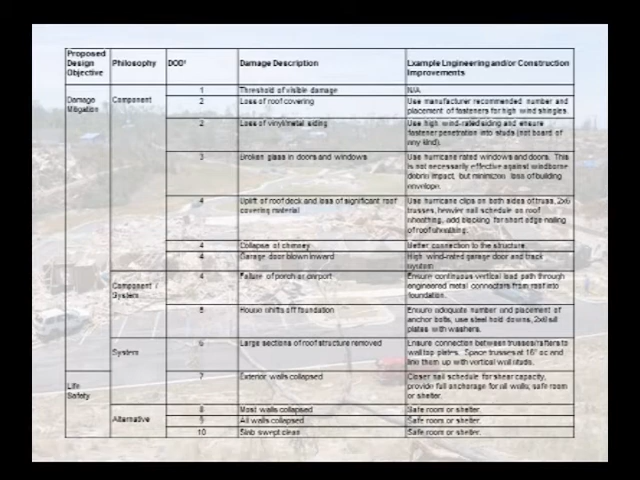 Proposed Design Objective Philosophy DOD¹ Damage Description Example Engineering and/or Construction Improvements
Damage Mitigation Component 1 Threshold of visible damage N/A
2 Loss of roof covering Use manufacturer recommended number and
placement of fasteners for high wind shingles.
2 Loss of vinyl/metal siding Use high wind-rated siding and ensure
fastener penetration into studs (not board of
any kind).
3 Broken glass in doors and windows Use hurricane rated windows and doors. This
is not necessarily effective against windborne
debris impact, but minimizes loss of building
envelope.
4 Uplift of roof deck and loss of significant roof covering material Use hurricane clips on both sides of truss, 2x6
trusses, heavier nail schedule on roof
sheathing, add blocking for short edge nailing
of roof sheathing.
4 Collapse of chimney Better connection to the structure.
4 Garage door blown inward High wind-rated garage door and track
system
Component / System 4 Failure of porch or carport Ensure continuous vertical load path through
engineered metal connectors from roof into
foundation.
5 House shifts off foundation Ensure adequate number and placement of
anchor bolts, use steel hold downs, 2x6 sill
plates with washers.
System 6 Large sections of roof structure removed Ensure connection between trusses/rafters to
wall top plates. Space trusses at 16" oc and
line them up with vertical wall studs.
Life Safety 7 Exterior walls collapsed Closer nail schedule for shear capacity,
provide full anchorage for all walls, safe room
or shelter.
Alternative 8 Most walls collapsed Safe room or shelter.
9 All walls collapsed Safe room or shelter.
10 Slab swept clean Safe room or shelter.